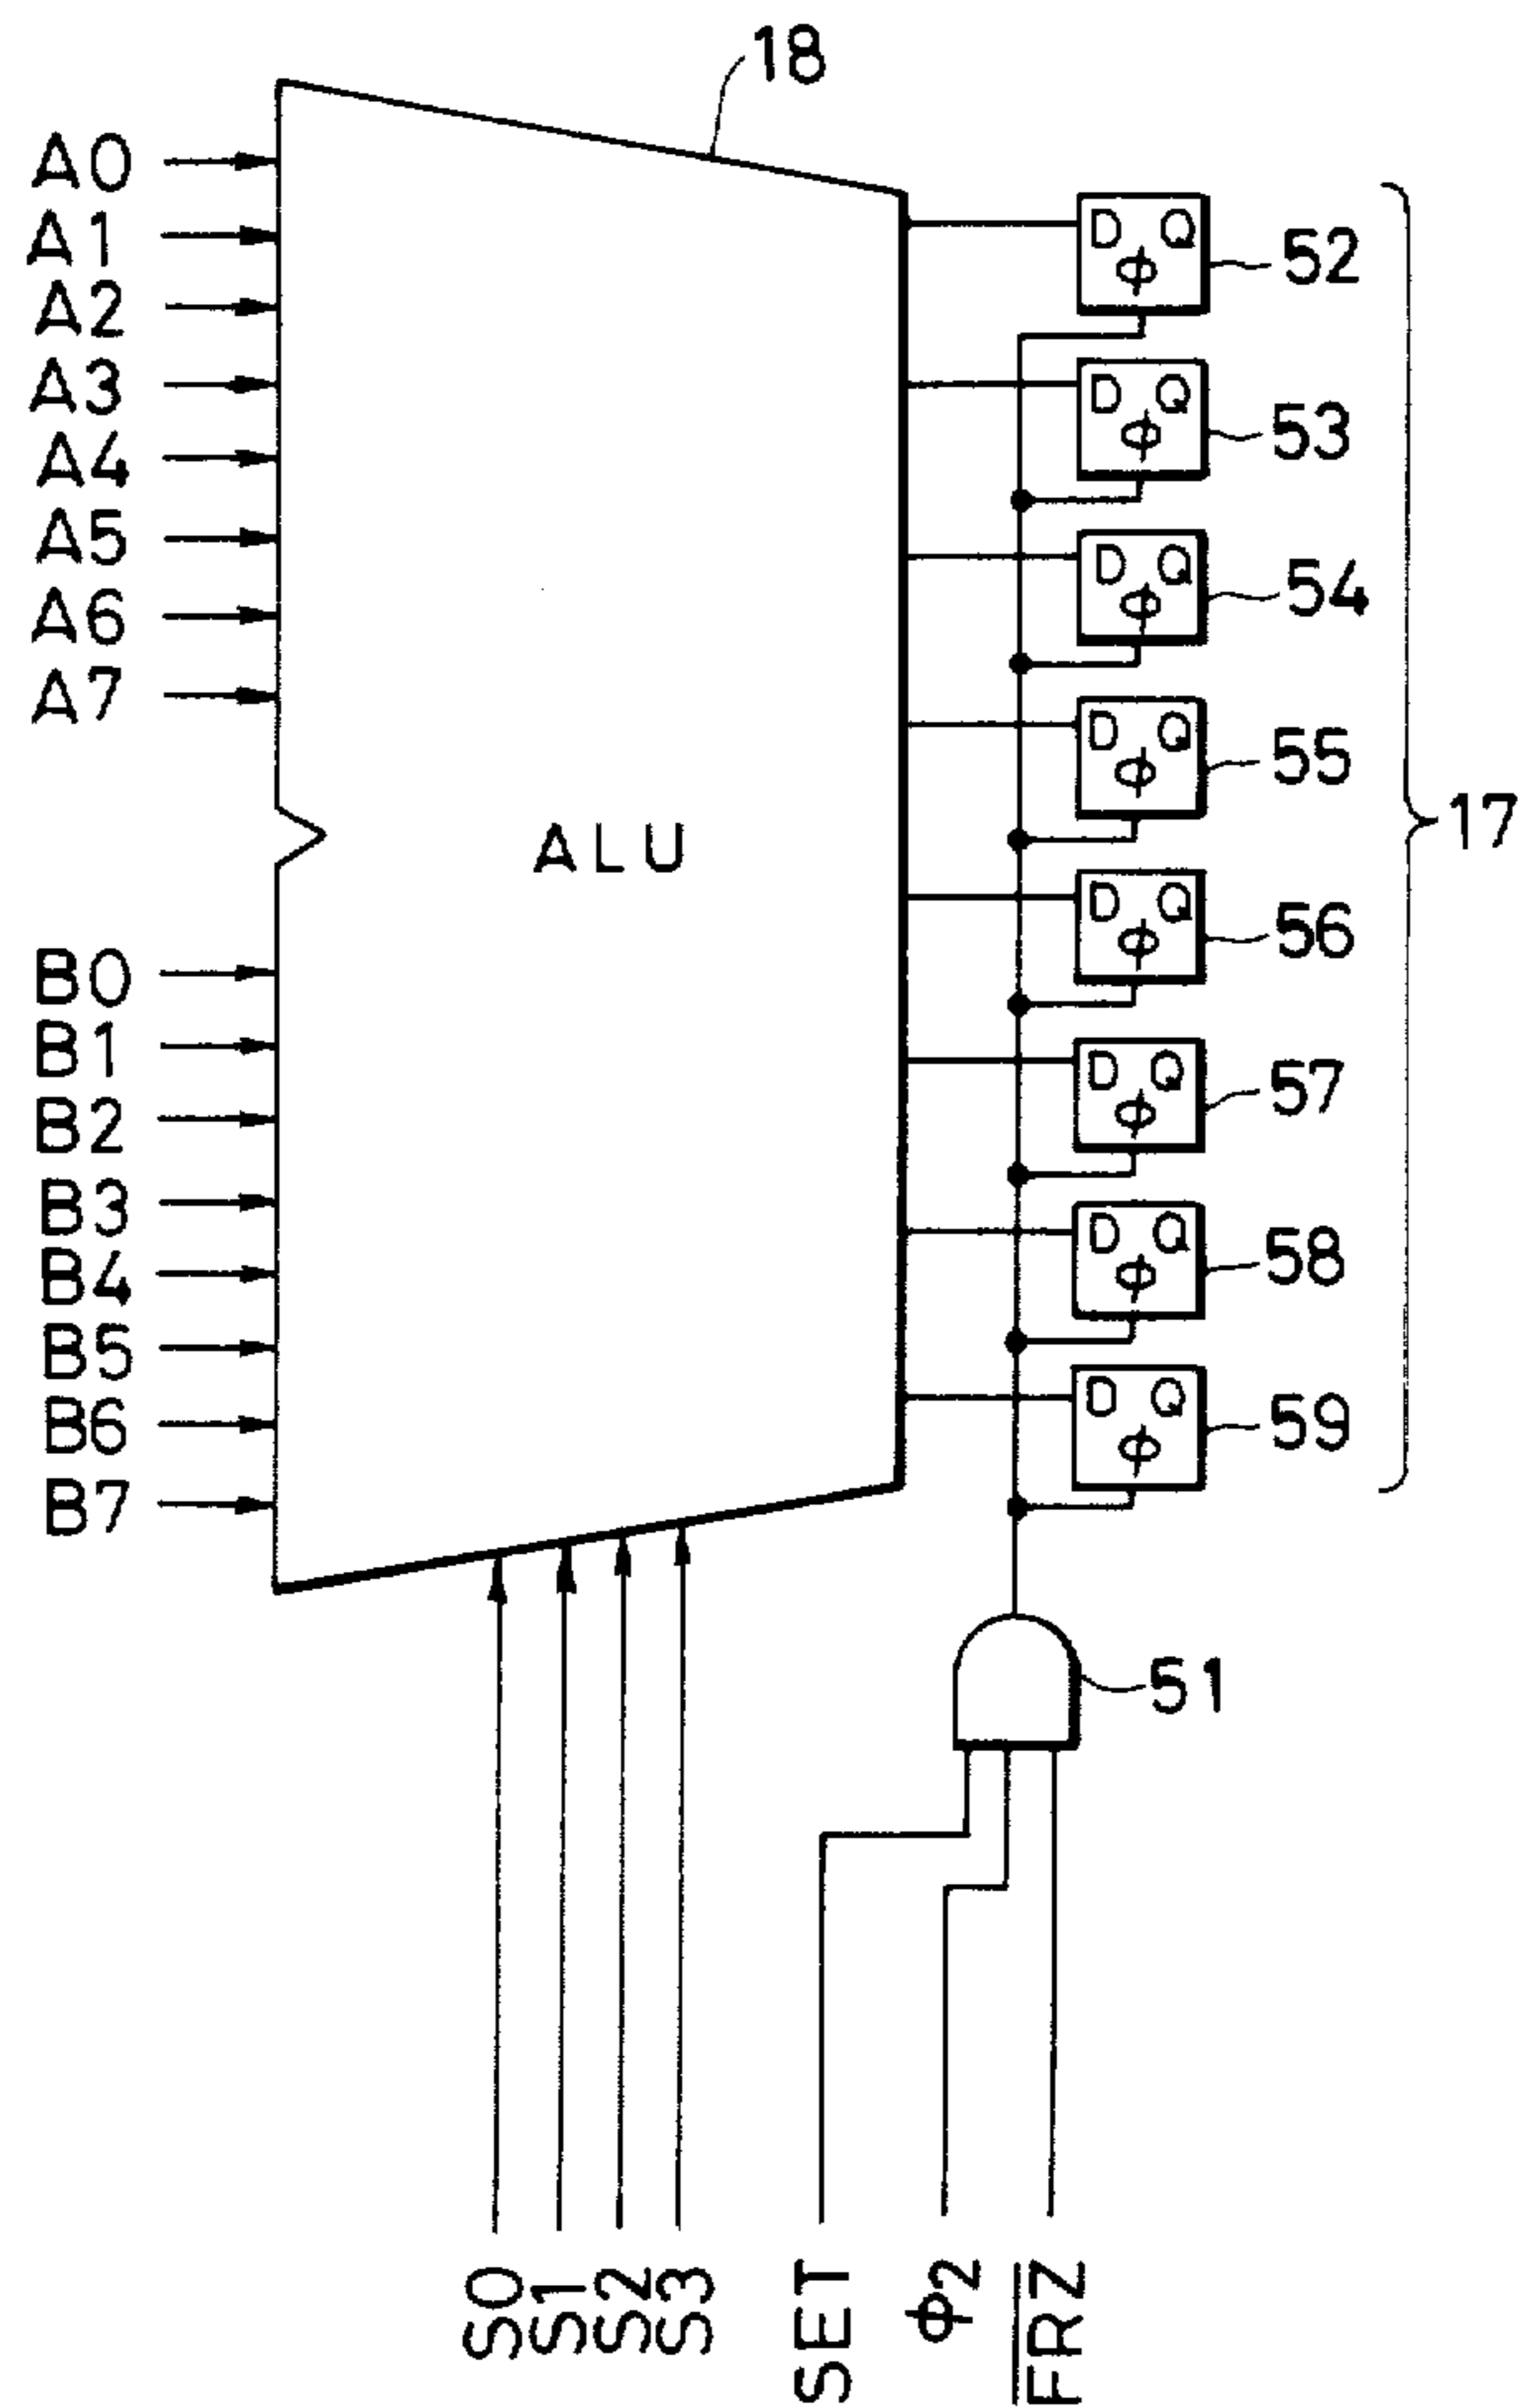 18
A0
A1
A2
A3
A4
A5
A6
A7
ALU
B0
B1
B2
B3
B4
B5
B6
B7
D Q
ϕ
52
D Q
ϕ
53
D Q
ϕ
54
D Q
ϕ
55
D Q
ϕ
56
D Q
ϕ
57
D Q
ϕ
58
D Q
ϕ
59
17
51
S0
S1
S2
S3
SET
ϕ2
F̅R̅Z̅